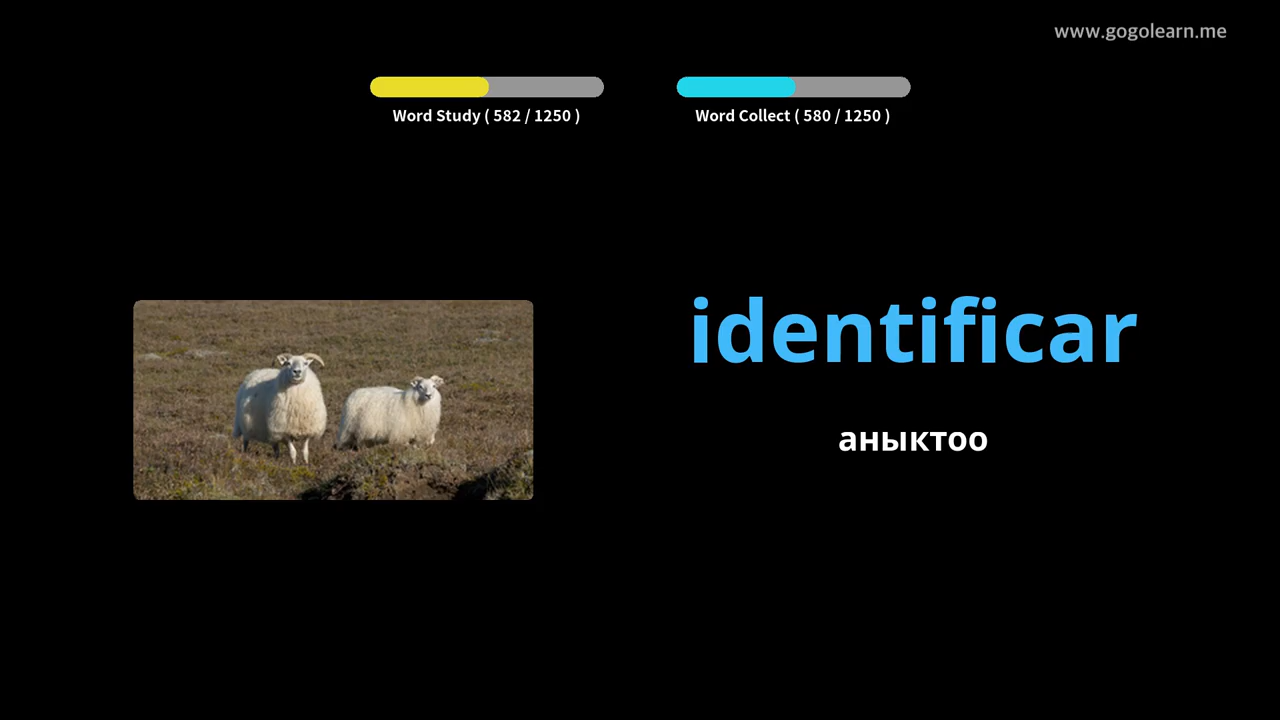 www.gogolearn.me
Word Study ( 582 / 1250 )
Word Collect ( 580 / 1250 )
identificar
аныктоо